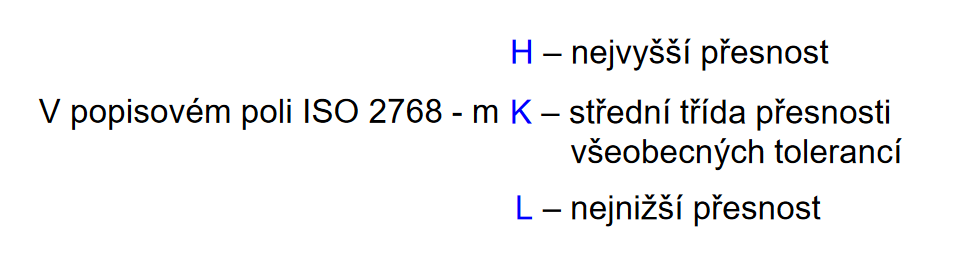 H – nejvyšší přesnost
V popisovém poli ISO 2768 - m K – střední třída přesnosti
všeobecných tolerancí
L – nejnižší přesnost